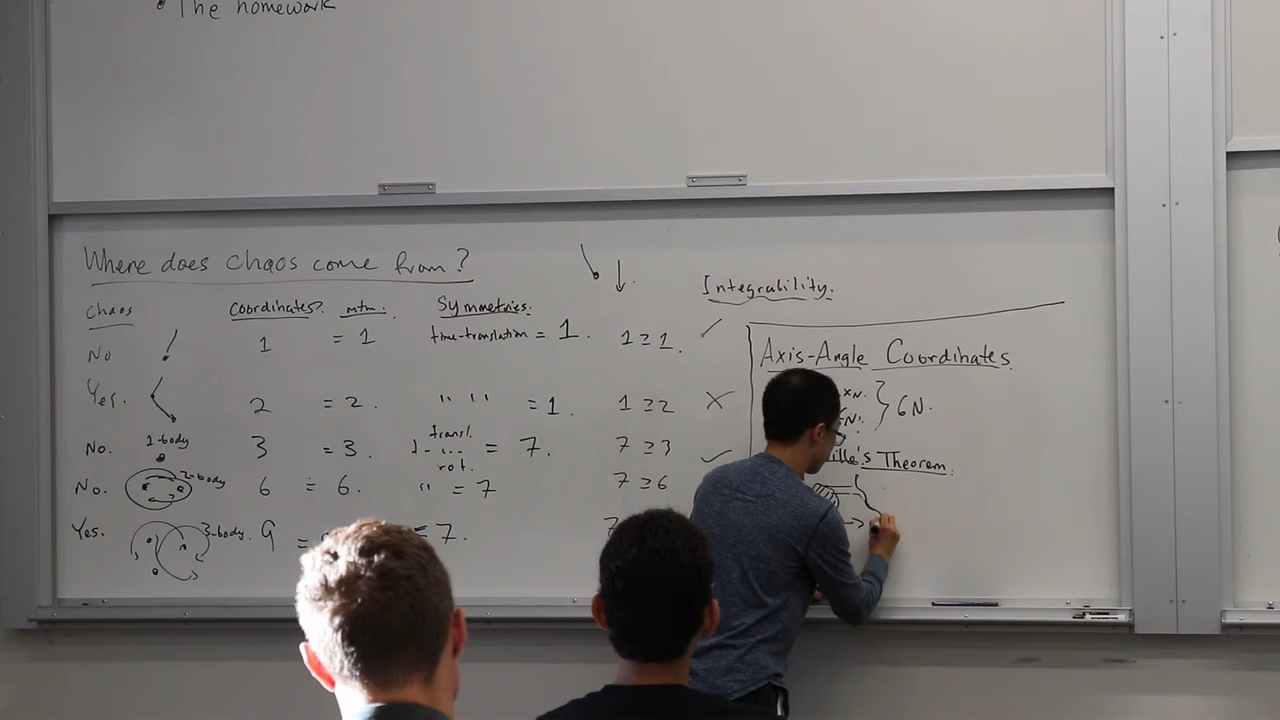 • The homework
Where does chaos come from?
Chaos Coordinates? mtm. Symmetries.
No 1 = 1 time-translation = 1. 1 ≥ 1. ✓
Yes. 2 = 2. " " = 1. 1 ≥ 2 ✗
1-body
No. 3 = 3. transl. rot. = 7. 7 ≥ 3 ✓
No. 2-body 6 = 6. " = 7 7 ≥ 6
Yes. 3-body. 9 = = 7. 7
Integrability.
Axis-Angle Coordinates
} 6N.
Theorem.